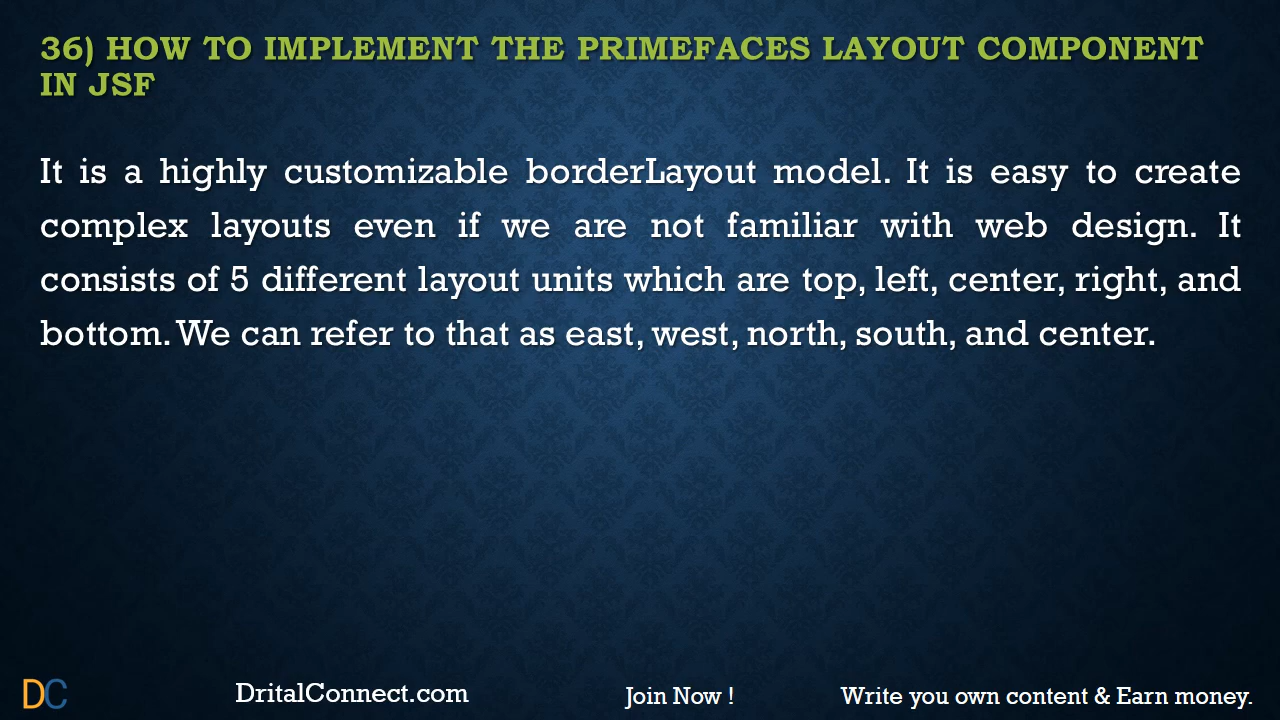 36) HOW TO IMPLEMENT THE PRIMEFACES LAYOUT COMPONENT
IN JSF
It is a highly customizable borderLayout model. It is easy to create
complex layouts even if we are not familiar with web design. It
consists of 5 different layout units which are top, left, center, right, and
bottom. We can refer to that as east, west, north, south, and center.
DC
DritalConnect.com
Join Now !
Write you own content & Earn money.